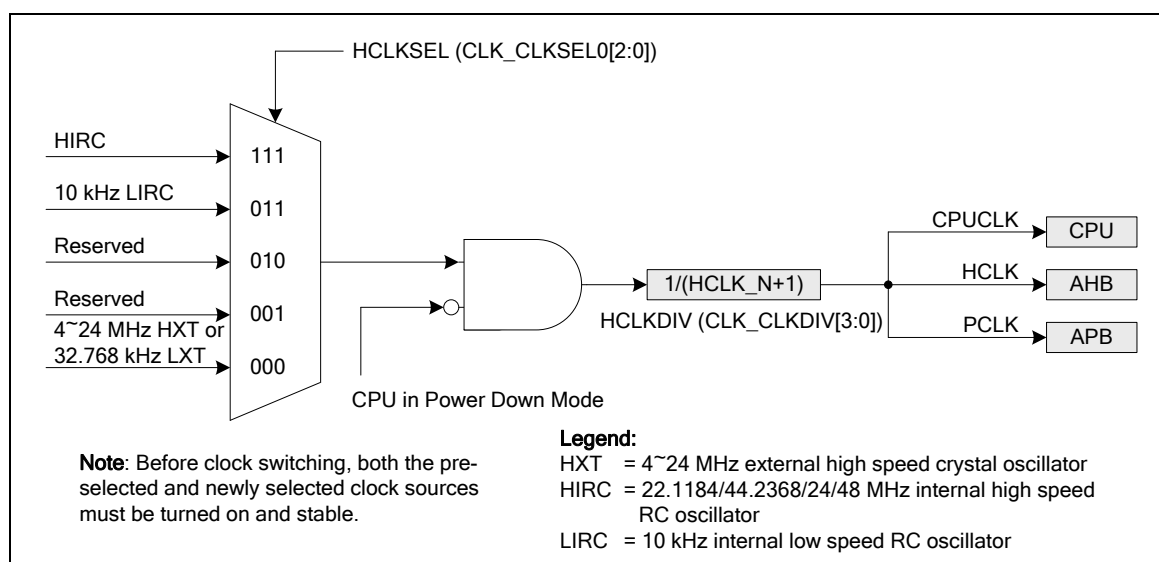 HCLKSEL (CLK_CLKSEL0[2:0])
HIRC
111
10 kHz LIRC
011
Reserved
010
Reserved
001
4~24 MHz HXT or
32.768 kHz LXT
000
CPU in Power Down Mode
1/(HCLK_N+1)
HCLKDIV (CLK_CLKDIV[3:0])
CPUCLK
CPU
HCLK
AHB
PCLK
APB
Note: Before clock switching, both the pre-
selected and newly selected clock sources
must be turned on and stable.
Legend:
HXT = 4~24 MHz external high speed crystal oscillator
HIRC = 22.1184/44.2368/24/48 MHz internal high speed
RC oscillator
LIRC = 10 kHz internal low speed RC oscillator